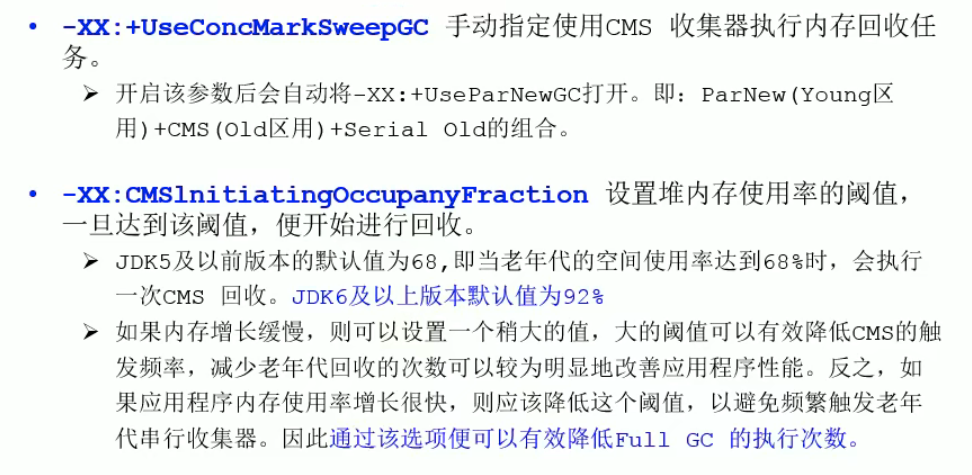 • -XX:+UseConcMarkSweepGC 手动指定使用CMS 收集器执行内存回收任
务。
➤ 开启该参数后会自动将-XX:+UseParNewGC打开。即：ParNew(Young区
用)+CMS(Old区用)+Serial Old的组合。
• -XX:CMSlnitiatingOccupanyFraction 设置堆内存使用率的阈值，
一旦达到该阈值，便开始进行回收。
➤ JDK5及以前版本的默认值为68,即当老年代的空间使用率达到68%时，会执行
一次CMS 回收。JDK6及以上版本默认值为92%
➤ 如果内存增长缓慢，则可以设置一个稍大的值，大的阈值可以有效降低CMS的触
发频率，减少老年代回收的次数可以较为明显地改善应用程序性能。反之，如
果应用程序内存使用率增长很快，则应该降低这个阈值，以避免频繁触发老年
代串行收集器。因此通过该选项便可以有效降低Full GC 的执行次数。